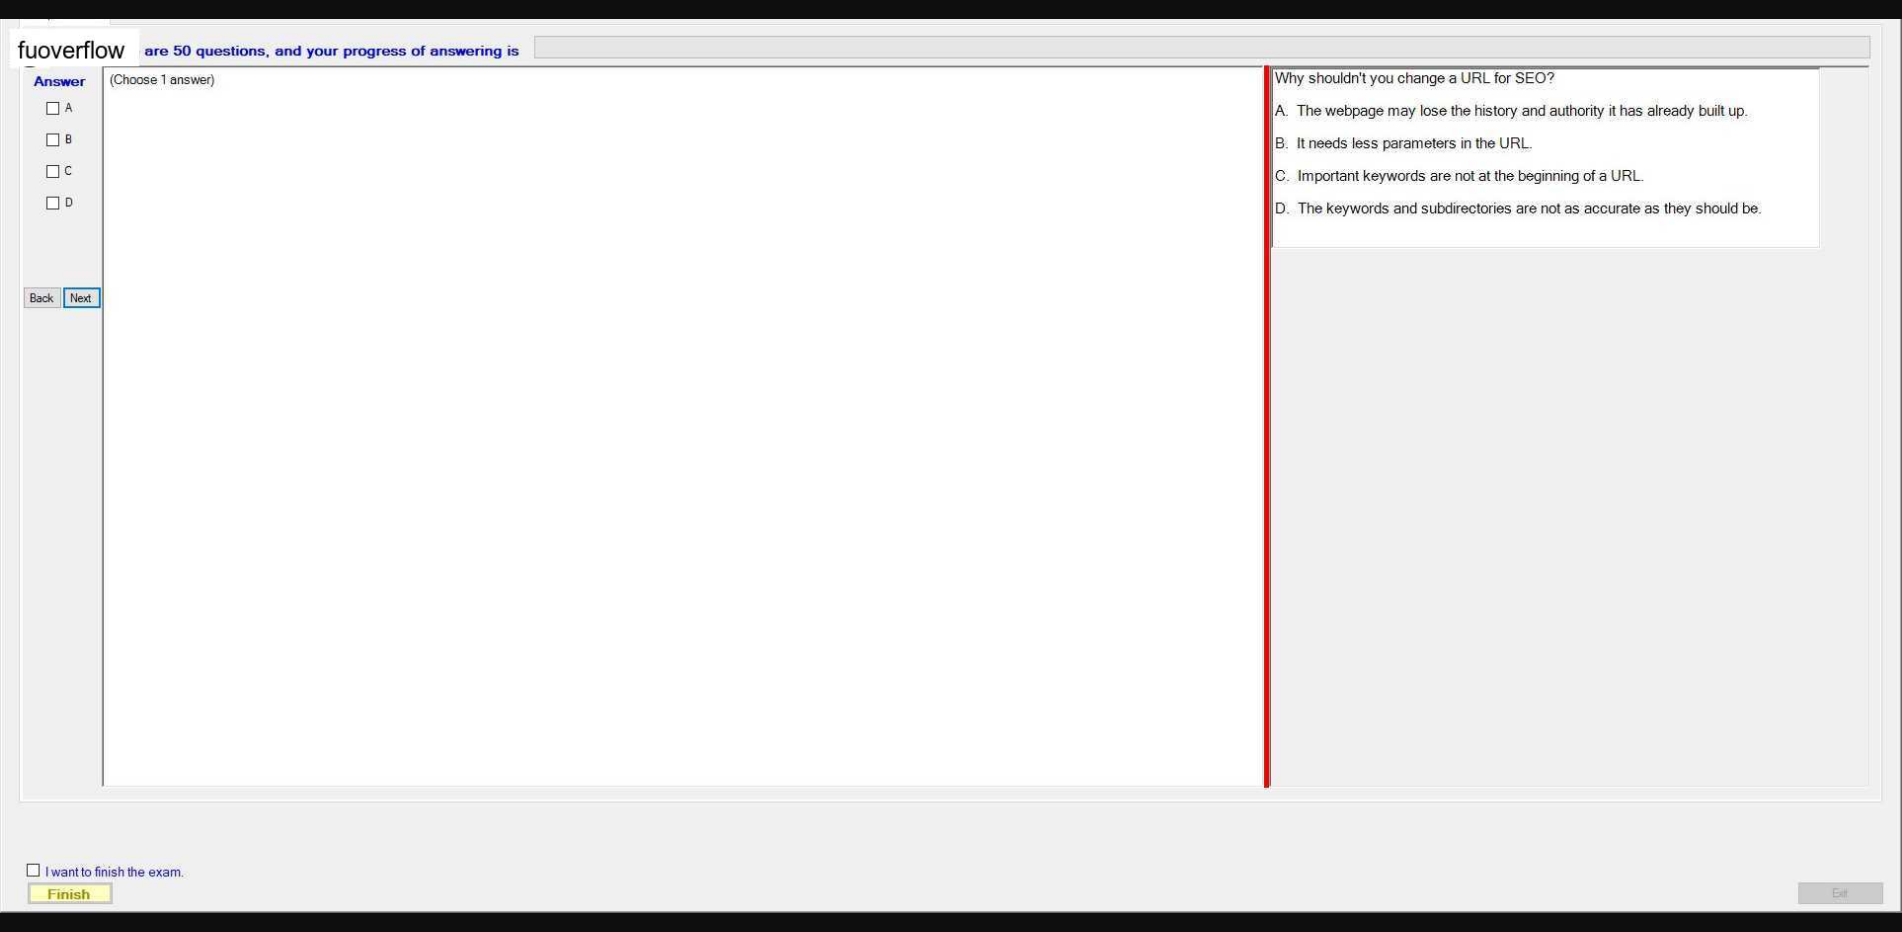 fuoverflow are 50 questions, and your progress of answering is
Answer
(Choose 1 answer)
A
B
C
D
Back Next
Why shouldn't you change a URL for SEO?
A. The webpage may lose the history and authority it has already built up.
B. It needs less parameters in the URL.
C. Important keywords are not at the beginning of a URL.
D. The keywords and subdirectories are not as accurate as they should be.
I want to finish the exam.
Finish
Exit